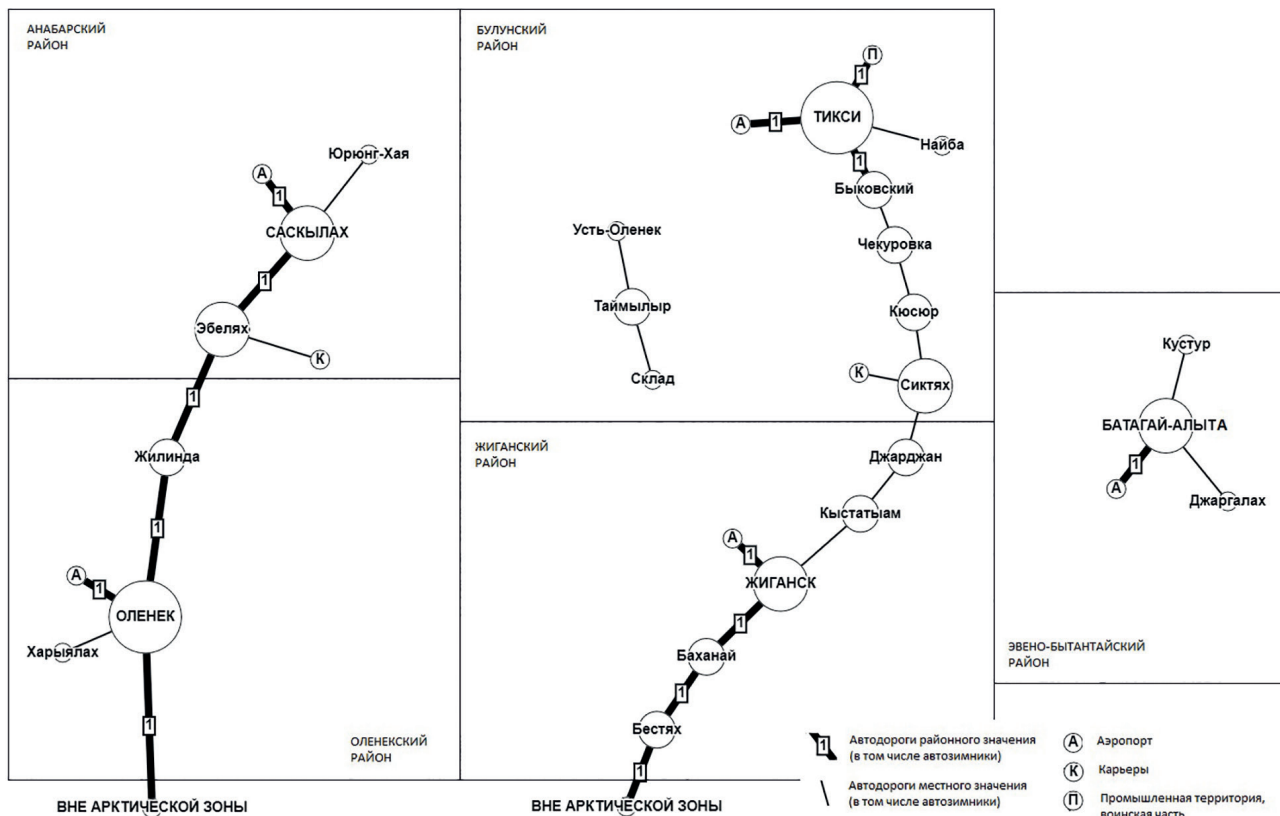 АНАБАРСКИЙ
РАЙОН
Юрюнг-Хая
А
1
САСКЫЛАХ
1
Эбелях
К
1
Жилинда
1
А
1
ОЛЕНЕК
Харыялах
1
ОЛЕНЕКСКИЙ
РАЙОН
ВНЕ АРКТИЧЕСКОЙ ЗОНЫ
БУЛУНСКИЙ
РАЙОН
П
1
ТИКСИ
А
1
Найба
1
Быковский
Чекуровка
Усть-Оленек
Таймылыр
Склад
Кюсюр
К
Сиктях
ЖИГАНСКИЙ
РАЙОН
Джарджан
Кыстатыам
А
1
ЖИГАНСК
1
Баханай
1
Бестях
1
ВНЕ АРКТИЧЕСКОЙ ЗОНЫ
Кустур
БАТАГАЙ-АЛЫТА
1
А
Джаргалах
ЭВЕНО-БЫТАНТАЙСКИЙ
РАЙОН
1
Автодороги районного значения
(в том числе автозимники)
Автодороги местного значения
(в том числе автозимники)
А
Аэропорт
К
Карьеры
П
Промышленная территория,
воинская часть